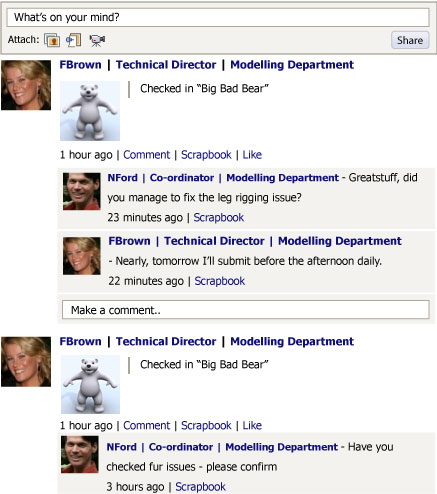 What's on your mind?
Attach: Share
FBrown | Technical Director | Modelling Department
Checked in “Big Bad Bear”
1 hour ago | Comment | Scrapbook | Like
NFord | Co-ordinator | Modelling Department - Greatstuff, did
you manage to fix the leg rigging issue?
23 minutes ago | Scrapbook
FBrown | Technical Director | Modelling Department
- Nearly, tomorrow I'll submit before the afternoon daily.
22 minutes ago | Scrapbook
Make a comment..
FBrown | Technical Director | Modelling Department
Checked in “Big Bad Bear”
1 hour ago | Comment | Scrapbook | Like
NFord | Co-ordinator | Modelling Department - Have you
checked fur issues - please confirm
3 hours ago | Scrapbook